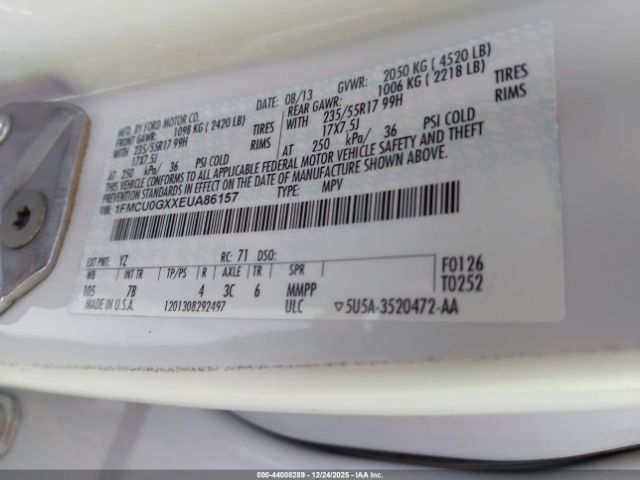 MFD. BY FORD MOTOR CO.
DATE: 08/13
GVWR: 2050 KG ( 4520 LB)
FRONT GAWR: 1098 KG ( 2420 LB)
REAR GAWR: 1006 KG ( 2218 LB)
WITH 235/55R17 99H TIRES
WITH 235/55R17 99H TIRES
17X7.5J RIMS
17X7.5J RIMS
AT 250 kPa/ 36 PSI COLD
AT 250 kPa/ 36 PSI COLD
THIS VEHICLE CONFORMS TO ALL APPLICABLE FEDERAL MOTOR VEHICLE SAFETY AND THEFT
PREVENTION STANDARDS IN EFFECT ON THE DATE OF MANUFACTURE SHOWN ABOVE.
VIN: 1FMCU0GXXEUA86157
TYPE: MPV
EXT PNT: YZ RC: 71 DSO:
WB INT TR TP/PS R AXLE TR SPR
105 7B 4 3C 6 MMPP
F0126
T0252
MADE IN U.S.A. 1201308292497 ULC ▽5U5A-3520472-AA
000-44008289 - 12/24/2025 - IAA Inc.